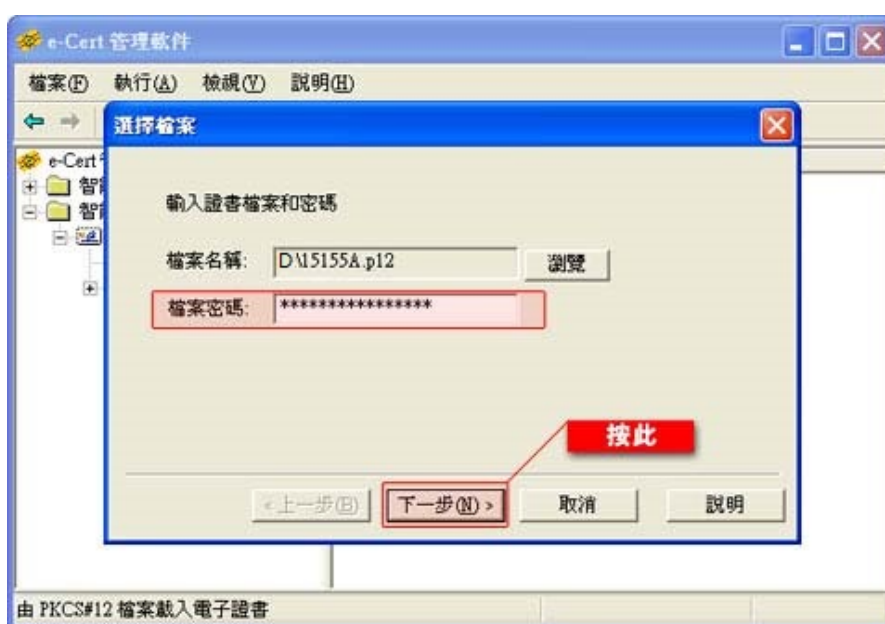 e-Cert 管理軟件
檔案(F) 執行(A) 檢視(V) 說明(H)
選擇檔案
e-Cert
智
智
輸入證書檔案和密碼
檔案名稱: D:\15155A.p12 瀏覽
檔案密碼: ****************
按此
<上一步(B) 下一步(N) > 取消 說明
由 PKCS#12 檔案載入電子證書